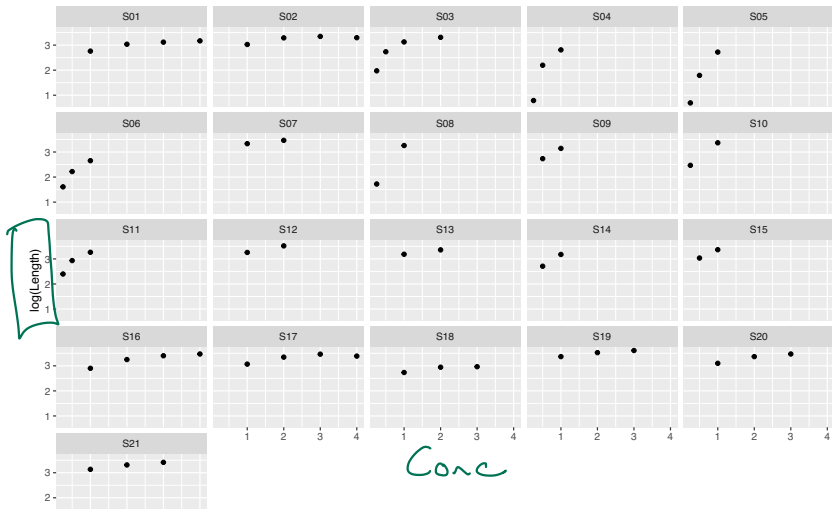 S01 S02 S03 S04 S05
3
2
1
S06 S07 S08 S09 S10
3
2
1
S11 S12 S13 S14 S15
log(Length)
3
2
1
S16 S17 S18 S19 S20
3
2
1
1 2 3 4 1 2 3 4 1 2 3 4 1 2 3 4
S21
Conc
3
2